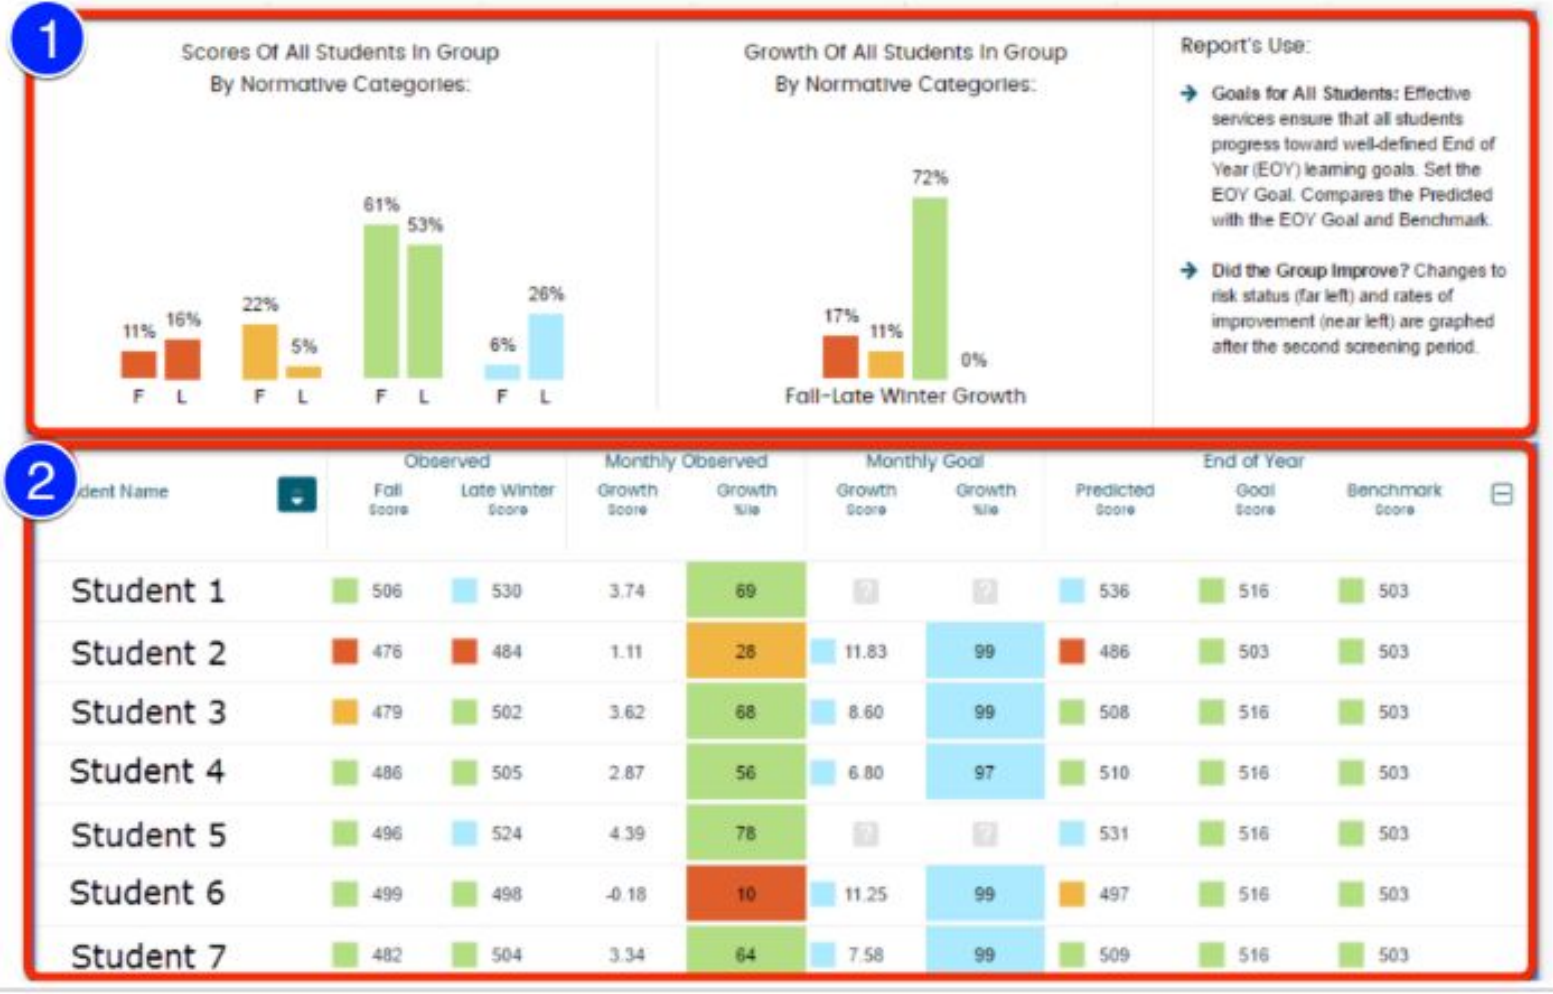 1
Scores Of All Students In Group
By Normative Categories:
11% 16% 22% 5% 61% 53% 6% 26%
F L F L F L F L
Growth Of All Students In Group
By Normative Categories:
17% 11% 72% 0%
Fall-Late Winter Growth
Report's Use:
→ Goals for All Students: Effective
services ensure that all students
progress toward well-defined End of
Year (EOY) learning goals. Set the
EOY Goal. Compares the Predicted
with the EOY Goal and Benchmark.
→ Did the Group Improve? Changes to
risk status (far left) and rates of
improvement (near left) are graphed
after the second screening period.
2
Observed Monthly Observed Monthly Goal End of Year
dent Name Fall Late Winter Growth Growth Growth Growth Predicted Goal Benchmark
Score Score Score %ile Score %ile Score Score Score
Student 1 506 530 3.74 69 ? ? 536 516 503
Student 2 476 484 1.11 28 11.83 99 486 503 503
Student 3 479 502 3.62 68 8.60 99 508 516 503
Student 4 486 505 2.87 56 6.80 97 510 516 503
Student 5 496 524 4.39 78 ? ? 531 516 503
Student 6 499 498 -0.18 10 11.25 99 497 516 503
Student 7 482 504 3.34 64 7.58 99 509 516 503